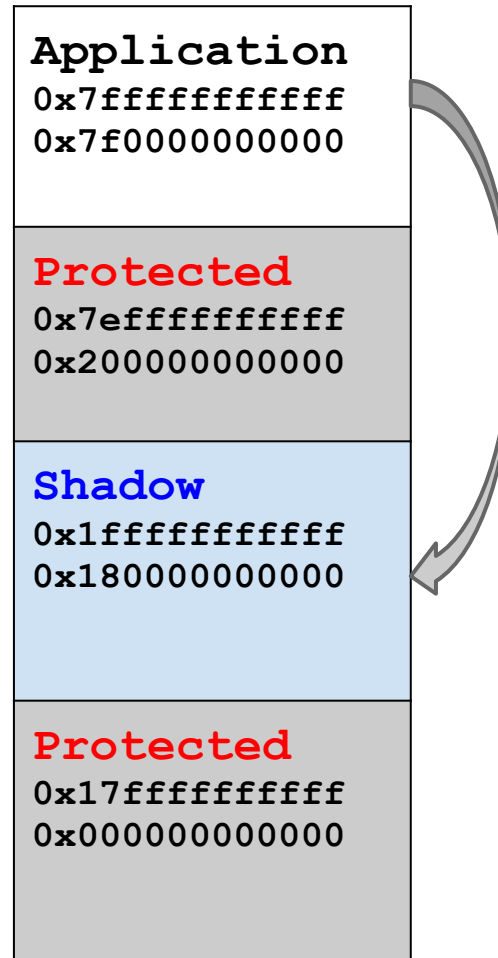 Application
0x7fffffffffff
0x7f0000000000
Protected
0x7effffffffff
0x200000000000
Shadow
0x1fffffffffff
0x180000000000
Protected
0x17ffffffffff
0x000000000000